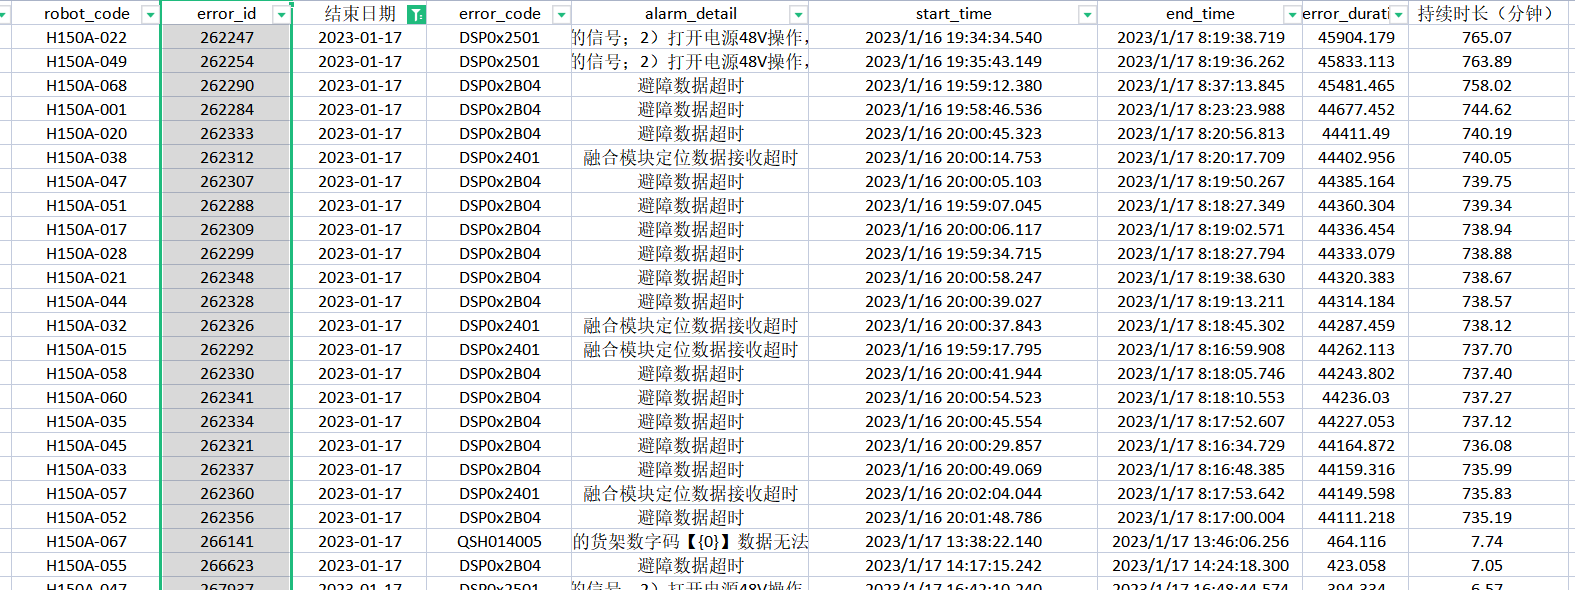 robot_code error_id 结束日期 error_code alarm_detail start_time end_time error_durati 持续时长（分钟）
H150A-022 262247 2023-01-17 DSP0x2501 的信号；2）打开电源48V操作, 2023/1/16 19:34:34.540 2023/1/17 8:19:38.719 45904.179 765.07
H150A-049 262254 2023-01-17 DSP0x2501 的信号；2）打开电源48V操作, 2023/1/16 19:35:43.149 2023/1/17 8:19:36.262 45833.113 763.89
H150A-068 262290 2023-01-17 DSP0x2B04 避障数据超时 2023/1/16 19:59:12.380 2023/1/17 8:37:13.845 45481.465 758.02
H150A-001 262284 2023-01-17 DSP0x2B04 避障数据超时 2023/1/16 19:58:46.536 2023/1/17 8:23:23.988 44677.452 744.62
H150A-020 262333 2023-01-17 DSP0x2B04 避障数据超时 2023/1/16 20:00:45.323 2023/1/17 8:20:56.813 44411.49 740.19
H150A-038 262312 2023-01-17 DSP0x2401 融合模块定位数据接收超时 2023/1/16 20:00:14.753 2023/1/17 8:20:17.709 44402.956 740.05
H150A-047 262307 2023-01-17 DSP0x2B04 避障数据超时 2023/1/16 20:00:05.103 2023/1/17 8:19:50.267 44385.164 739.75
H150A-051 262288 2023-01-17 DSP0x2B04 避障数据超时 2023/1/16 19:59:07.045 2023/1/17 8:18:27.349 44360.304 739.34
H150A-017 262309 2023-01-17 DSP0x2B04 避障数据超时 2023/1/16 20:00:06.117 2023/1/17 8:19:02.571 44336.454 738.94
H150A-028 262299 2023-01-17 DSP0x2B04 避障数据超时 2023/1/16 19:59:34.715 2023/1/17 8:18:27.794 44333.079 738.88
H150A-021 262348 2023-01-17 DSP0x2B04 避障数据超时 2023/1/16 20:00:58.247 2023/1/17 8:19:38.630 44320.383 738.67
H150A-044 262328 2023-01-17 DSP0x2B04 避障数据超时 2023/1/16 20:00:39.027 2023/1/17 8:19:13.211 44314.184 738.57
H150A-032 262326 2023-01-17 DSP0x2401 融合模块定位数据接收超时 2023/1/16 20:00:37.843 2023/1/17 8:18:45.302 44287.459 738.12
H150A-015 262292 2023-01-17 DSP0x2401 融合模块定位数据接收超时 2023/1/16 19:59:17.795 2023/1/17 8:16:59.908 44262.113 737.70
H150A-058 262330 2023-01-17 DSP0x2B04 避障数据超时 2023/1/16 20:00:41.944 2023/1/17 8:18:05.746 44243.802 737.40
H150A-060 262341 2023-01-17 DSP0x2B04 避障数据超时 2023/1/16 20:00:54.523 2023/1/17 8:18:10.553 44236.03 737.27
H150A-035 262334 2023-01-17 DSP0x2B04 避障数据超时 2023/1/16 20:00:45.554 2023/1/17 8:17:52.607 44227.053 737.12
H150A-045 262321 2023-01-17 DSP0x2B04 避障数据超时 2023/1/16 20:00:29.857 2023/1/17 8:16:34.729 44164.872 736.08
H150A-033 262337 2023-01-17 DSP0x2B04 避障数据超时 2023/1/16 20:00:49.069 2023/1/17 8:16:48.385 44159.316 735.99
H150A-057 262360 2023-01-17 DSP0x2401 融合模块定位数据接收超时 2023/1/16 20:02:04.044 2023/1/17 8:17:53.642 44149.598 735.83
H150A-052 262356 2023-01-17 DSP0x2B04 避障数据超时 2023/1/16 20:01:48.786 2023/1/17 8:17:00.004 44111.218 735.19
H150A-067 266141 2023-01-17 QSH014005 的货架数字码【{0}】数据无法 2023/1/17 13:38:22.140 2023/1/17 13:46:06.256 464.116 7.74
H150A-055 266623 2023-01-17 DSP0x2B04 避障数据超时 2023/1/17 14:17:15.242 2023/1/17 14:24:18.300 423.058 7.05
H150A-047 267937 2023-01-17 DSP0x2501 的信号；2）打开电源48V操作, 2023/1/17 16:42:10.240 2023/1/17 16:48:44.574 394.334 6.57